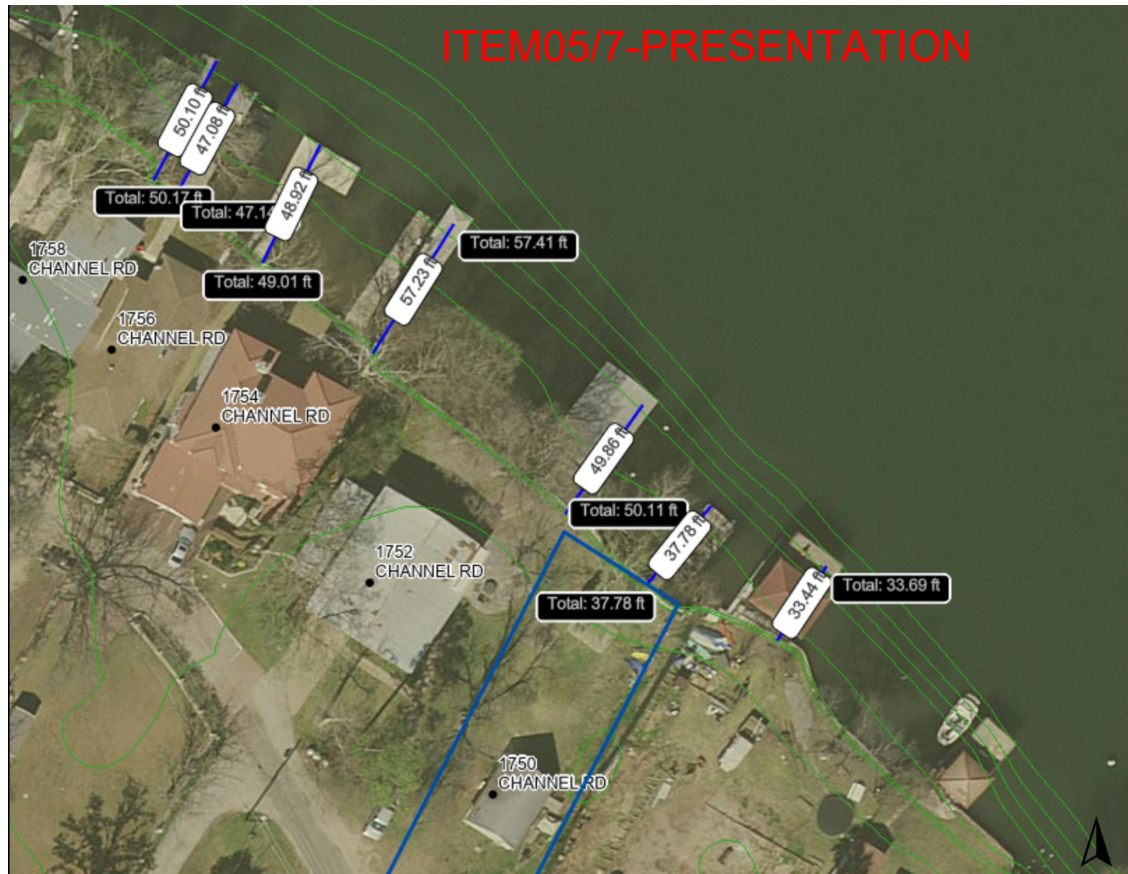 ITEM05/7-PRESENTATION
50.10 ft
47.08 ft
Total: 50.17 ft
Total: 47.14
48.92 ft
Total: 49.01 ft
57.23 ft
Total: 57.41 ft
1758
CHANNEL RD
1756
CHANNEL RD
1754
CHANNEL RD
49.86 ft
Total: 50.11 ft
37.78 ft
Total: 37.78 ft
33.44 ft
Total: 33.69 ft
1752
CHANNEL RD
1750
CHANNEL RD